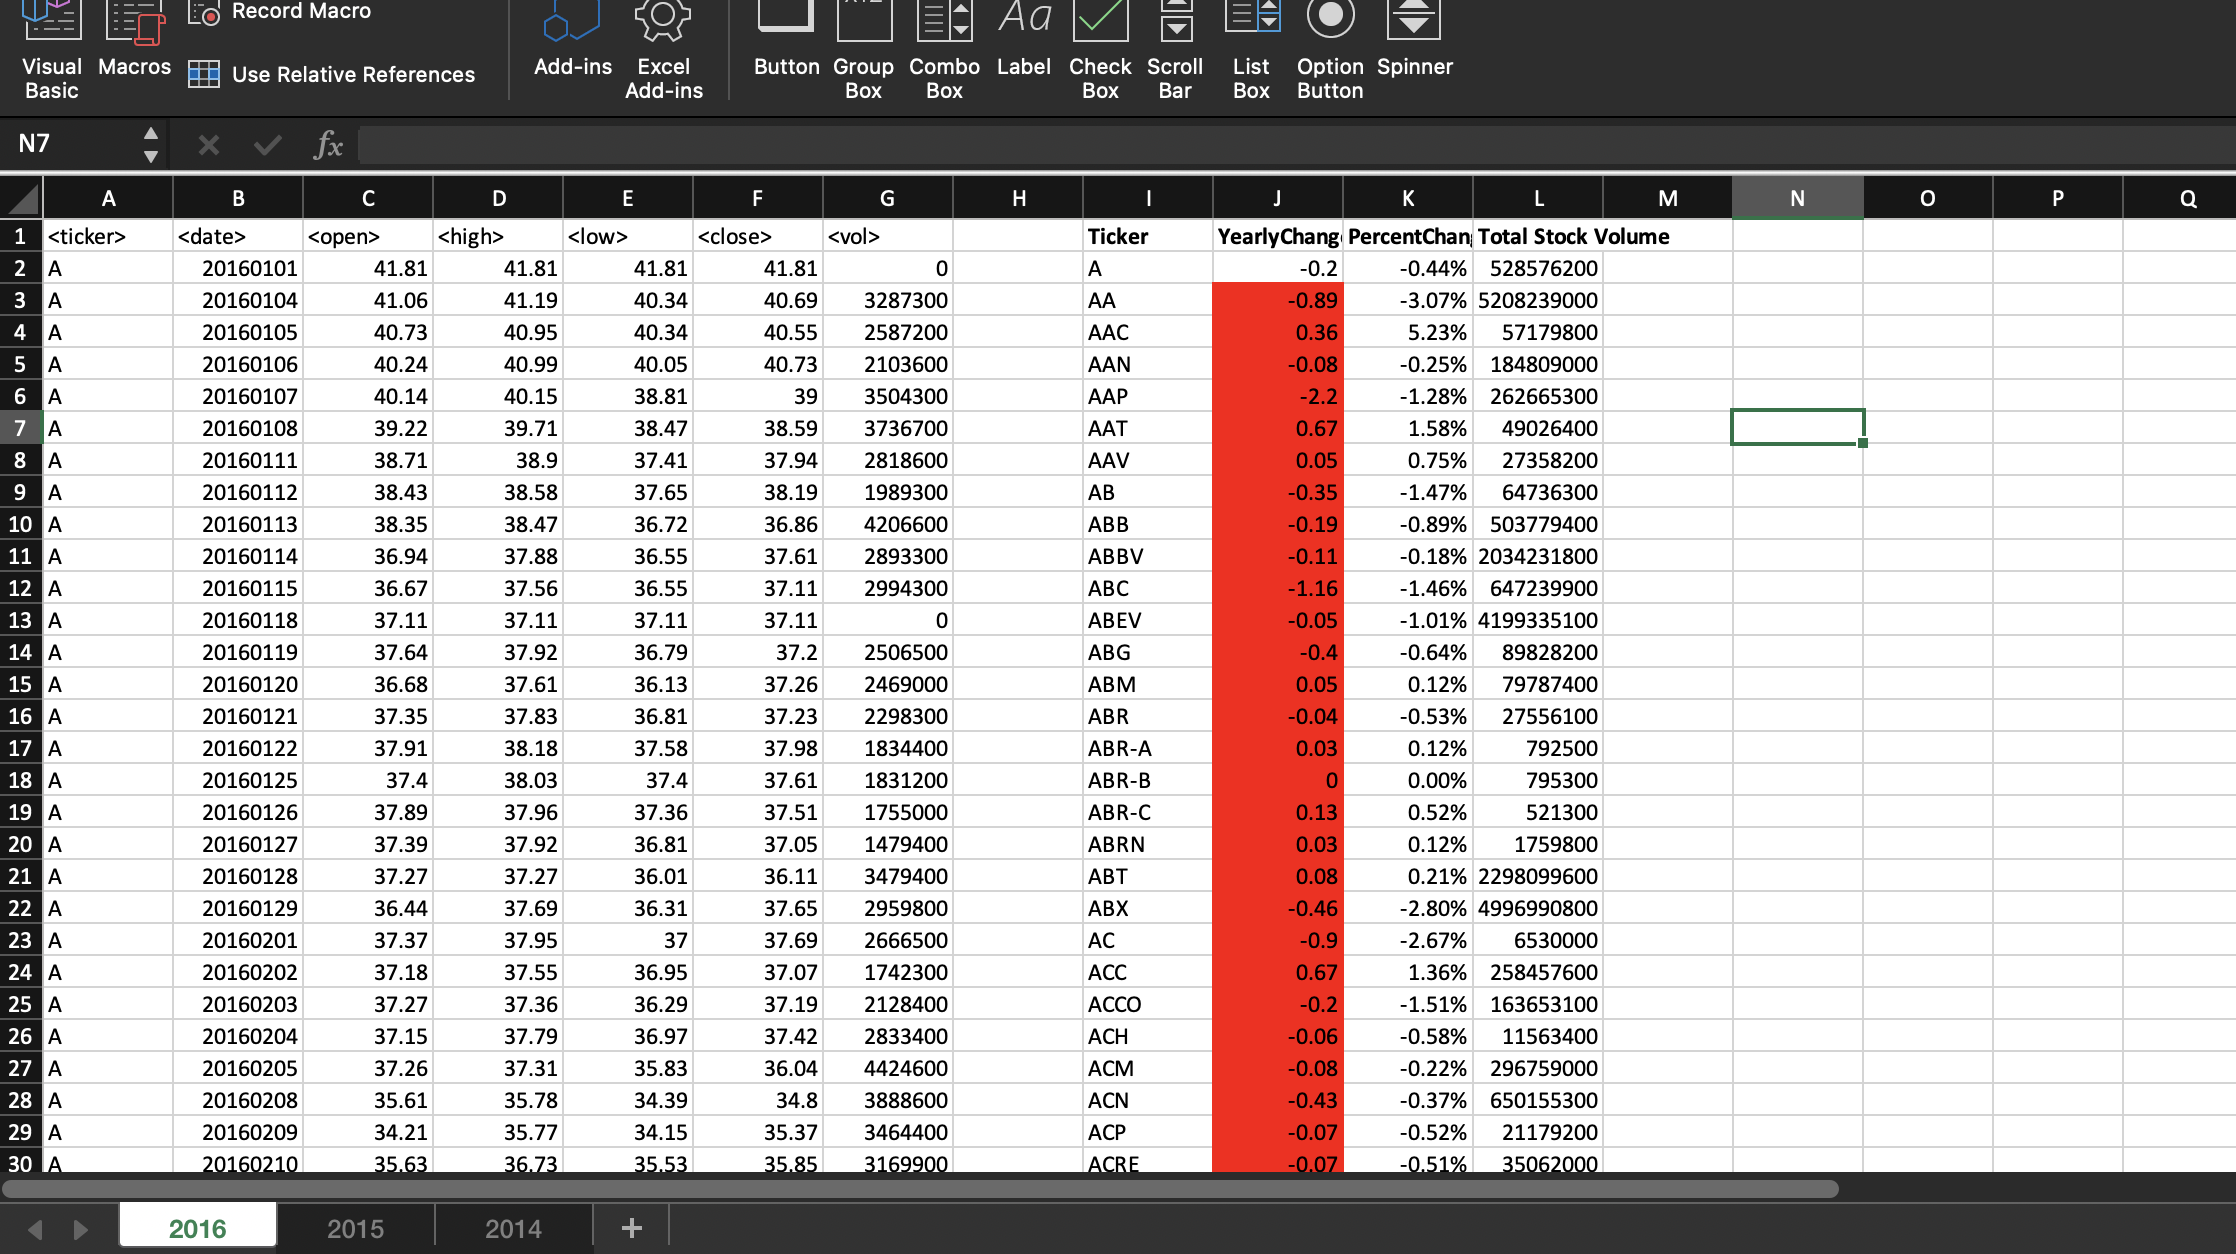 Record Macro
Visual Basic
Macros
Use Relative References
Add-ins
Excel Add-ins
Button
Group Box
Combo Box
Label
Check Box
Scroll Bar
List Box
Option Button
Spinner
Aa
N7
fx
A B C D E F G H I J K L M N O P Q
1 <ticker> <date> <open> <high> <low> <close> <vol> Ticker YearlyChang PercentChan Total Stock Volume
2 A 20160101 41.81 41.81 41.81 41.81 0 A -0.2 -0.44% 528576200
3 A 20160104 41.06 41.19 40.34 40.69 3287300 AA -0.89 -3.07% 5208239000
4 A 20160105 40.73 40.95 40.34 40.55 2587200 AAC 0.36 5.23% 57179800
5 A 20160106 40.24 40.99 40.05 40.73 2103600 AAN -0.08 -0.25% 184809000
6 A 20160107 40.14 40.15 38.81 39 3504300 AAP -2.2 -1.28% 262665300
7 A 20160108 39.22 39.71 38.47 38.59 3736700 AAT 0.67 1.58% 49026400
8 A 20160111 38.71 38.9 37.41 37.94 2818600 AAV 0.05 0.75% 27358200
9 A 20160112 38.43 38.58 37.65 38.19 1989300 AB -0.35 -1.47% 64736300
10 A 20160113 38.35 38.47 36.72 36.86 4206600 ABB -0.19 -0.89% 503779400
11 A 20160114 36.94 37.88 36.55 37.61 2893300 ABBV -0.11 -0.18% 2034231800
12 A 20160115 36.67 37.56 36.55 37.11 2994300 ABC -1.16 -1.46% 647239900
13 A 20160118 37.11 37.11 37.11 37.11 0 ABEV -0.05 -1.01% 4199335100
14 A 20160119 37.64 37.92 36.79 37.2 2506500 ABG -0.4 -0.64% 89828200
15 A 20160120 36.68 37.61 36.13 37.26 2469000 ABM 0.05 0.12% 79787400
16 A 20160121 37.35 37.83 36.81 37.23 2298300 ABR -0.04 -0.53% 27556100
17 A 20160122 37.91 38.18 37.58 37.98 1834400 ABR-A 0.03 0.12% 792500
18 A 20160125 37.4 38.03 37.4 37.61 1831200 ABR-B 0 0.00% 795300
19 A 20160126 37.89 37.96 37.36 37.51 1755000 ABR-C 0.13 0.52% 521300
20 A 20160127 37.39 37.92 36.81 37.05 1479400 ABRN 0.03 0.12% 1759800
21 A 20160128 37.27 37.27 36.01 36.11 3479400 ABT 0.08 0.21% 2298099600
22 A 20160129 36.44 37.69 36.31 37.65 2959800 ABX -0.46 -2.80% 4996990800
23 A 20160201 37.37 37.95 37 37.69 2666500 AC -0.9 -2.67% 6530000
24 A 20160202 37.18 37.55 36.95 37.07 1742300 ACC 0.67 1.36% 258457600
25 A 20160203 37.27 37.36 36.29 37.19 2128400 ACCO -0.2 -1.51% 163653100
26 A 20160204 37.15 37.79 36.97 37.42 2833400 ACH -0.06 -0.58% 11563400
27 A 20160205 37.26 37.31 35.83 36.04 4424600 ACM -0.08 -0.22% 296759000
28 A 20160208 35.61 35.78 34.39 34.8 3888600 ACN -0.43 -0.37% 650155300
29 A 20160209 34.21 35.77 34.15 35.37 3464400 ACP -0.07 -0.52% 21179200
30 A 20160210 35.63 36.73 35.53 35.85 3169900 ACRE -0.07 -0.51% 35062000
2016 2015 2014 +